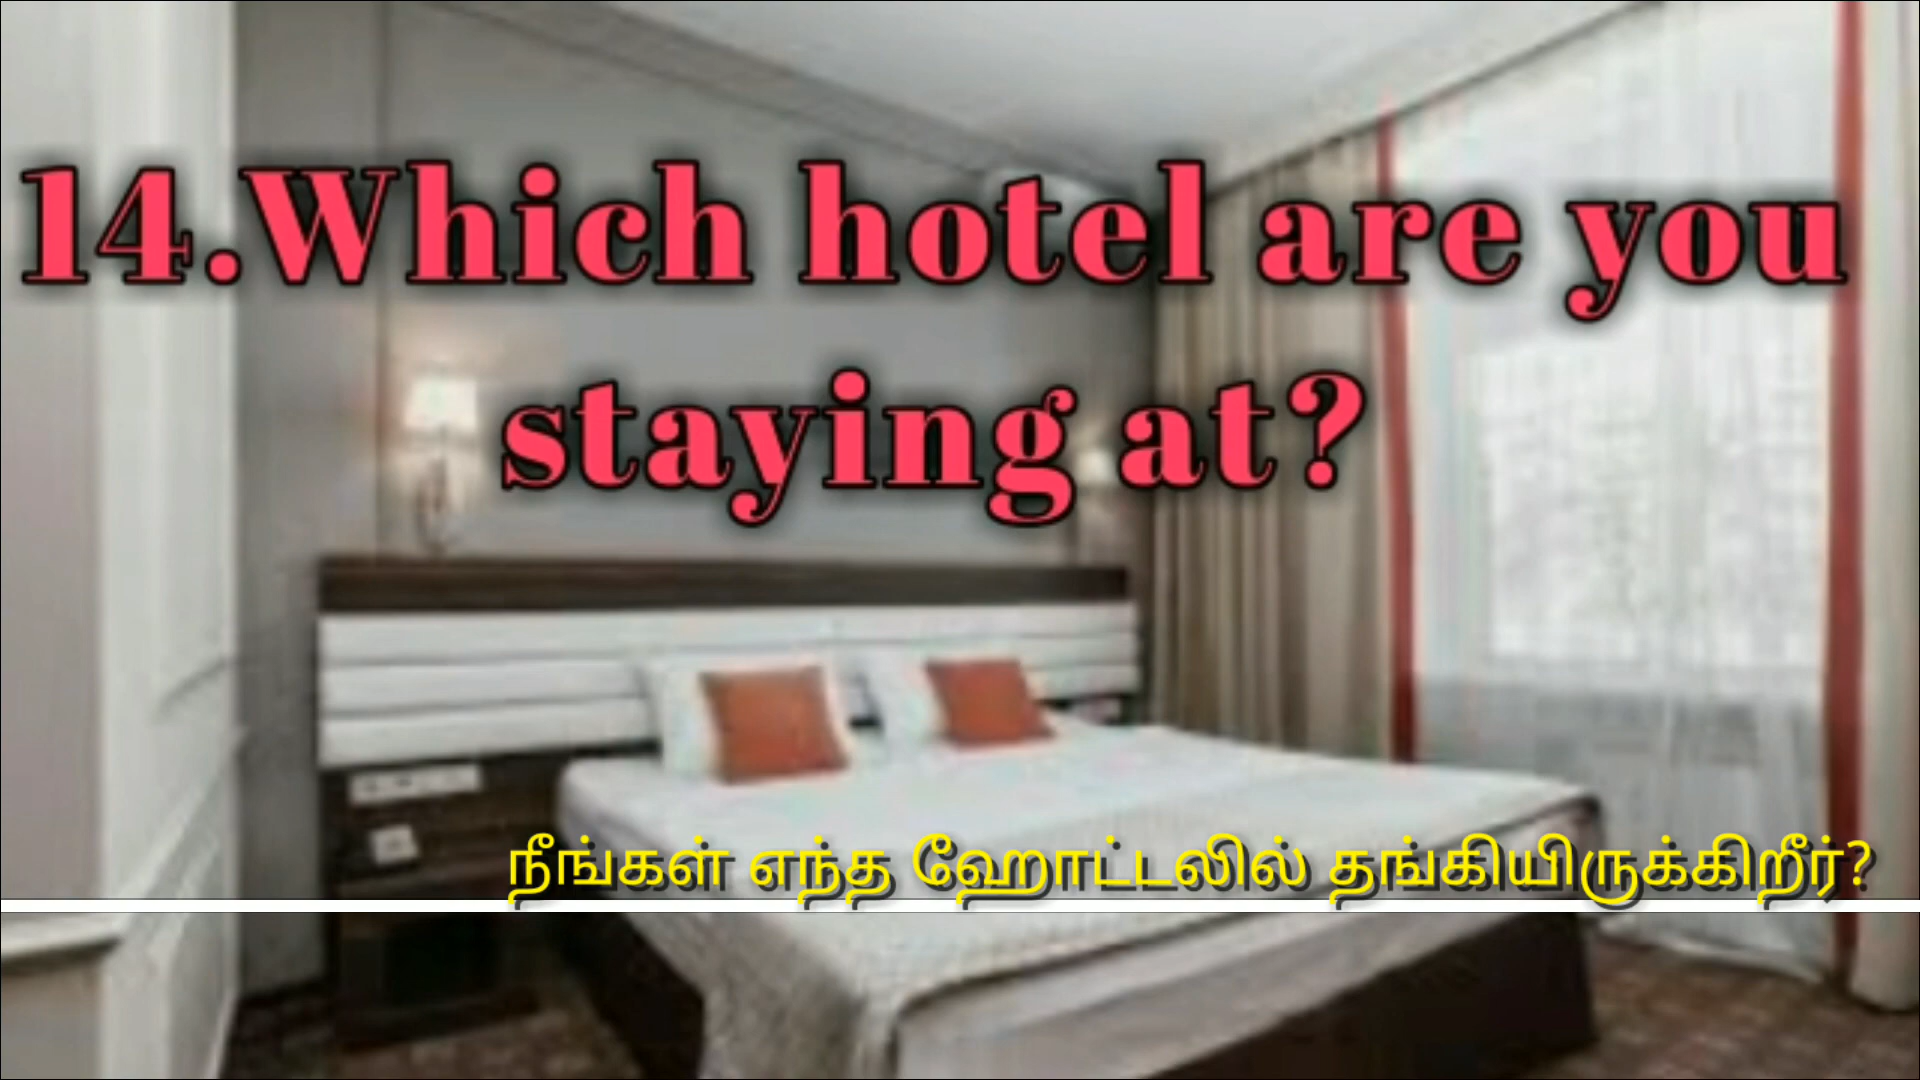 14.Which hotel are you
staying at?
நீங்கள் எந்த ஹோட்டலில் தங்கியிருக்கிறீர்?